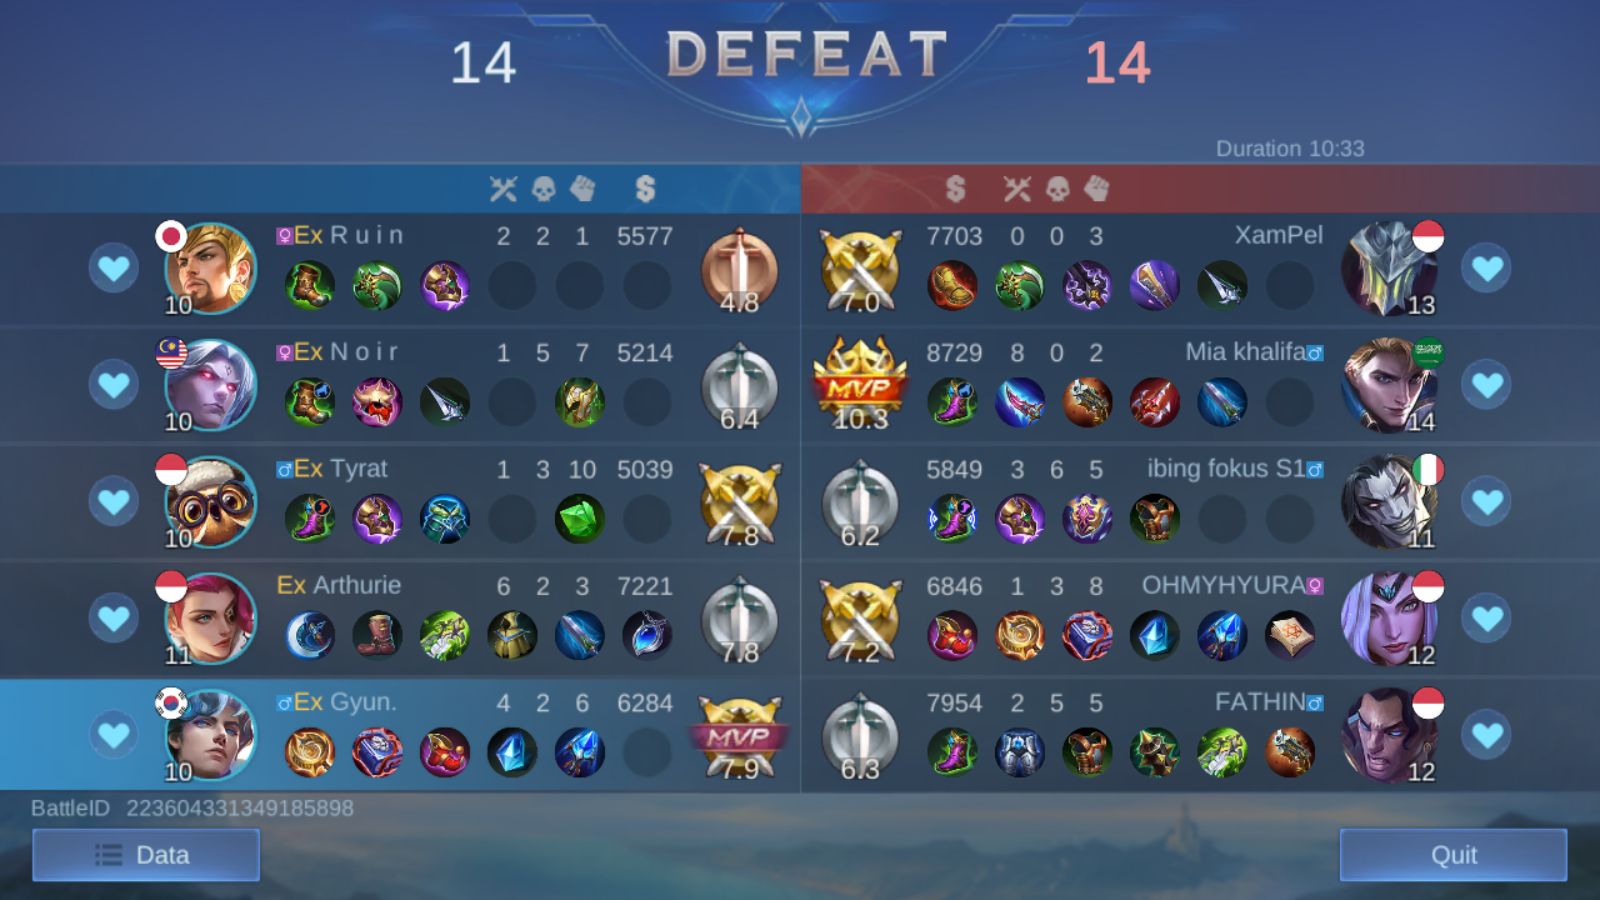 14 DEFEAT 14
Duration 10:33
Ex R u i n 2 2 1 5577
10 4.8
7703 0 0 3 XamPel
7.0 13
Ex N o i r 1 5 7 5214
10 6.4
8729 8 0 2 Mia khalifa
MVP
10.3 14
Ex Tyrat 1 3 10 5039
10 7.8
5849 3 6 5 ibing fokus S1
6.2 11
Ex Arthurie 6 2 3 7221
11 7.8
6846 1 3 8 OHMYHYURA
7.2 12
Ex Gyun. 4 2 6 6284
MVP
10 7.9
7954 2 5 5 FATHIN
6.3 12
BattleID 223604331349185898
Data
Quit